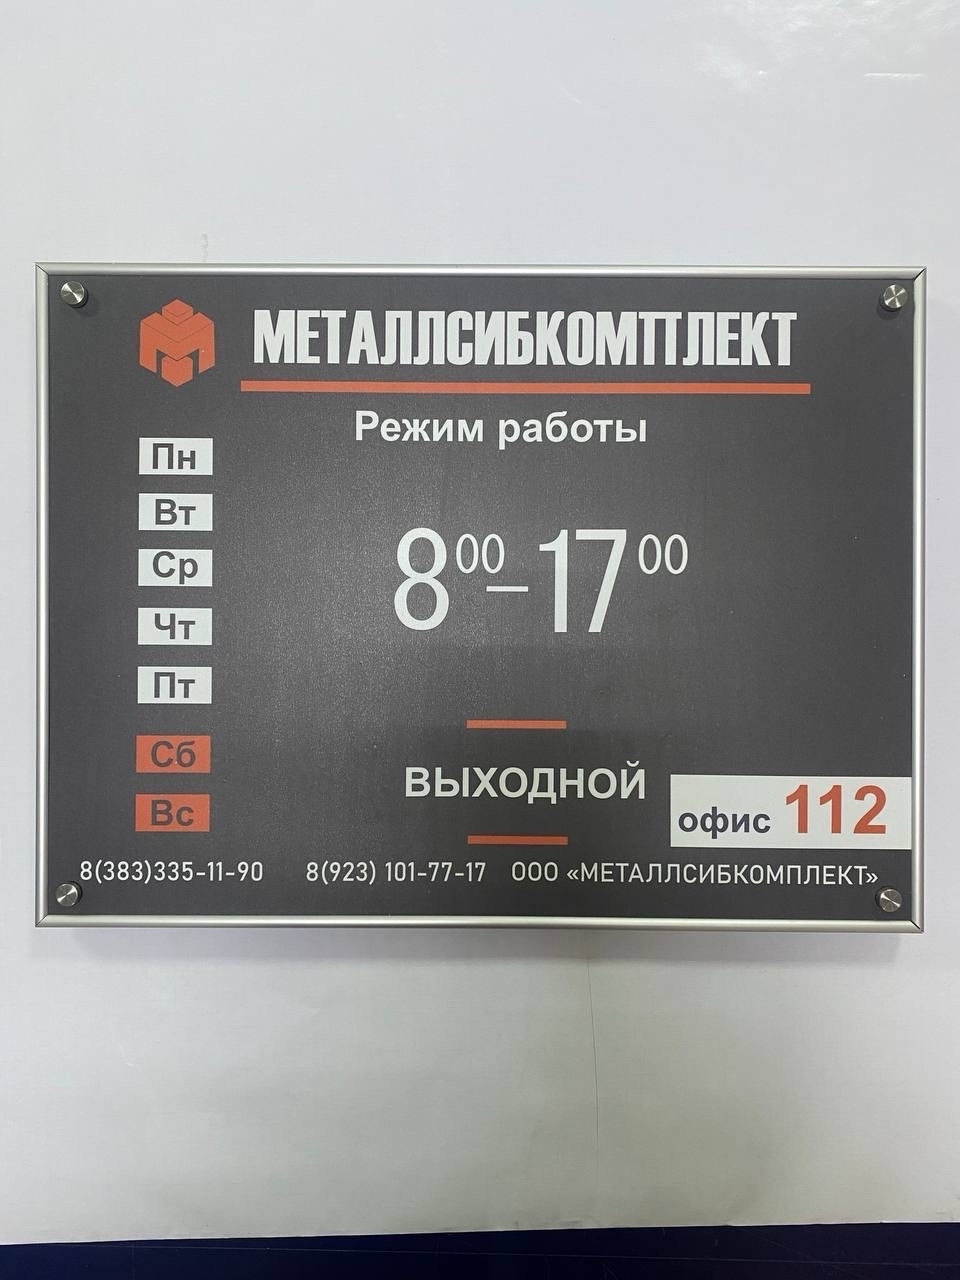 МЕТАЛЛСИБКОМПЛЕКТ
Режим работы
Пн
Вт
Ср
Чт
Пт
8⁰⁰–17⁰⁰
Сб
Вс
ВЫХОДНОЙ
офис 112
8(383)335-11-90 8(923) 101-77-17 ООО «МЕТАЛЛСИБКОМПЛЕКТ»